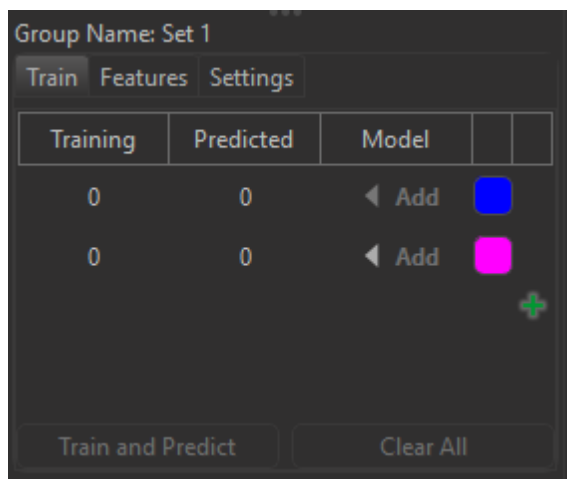 Group Name: Set 1
Train Features Settings
Training Predicted Model
0 0 Add
0 0 Add
Train and Predict Clear All